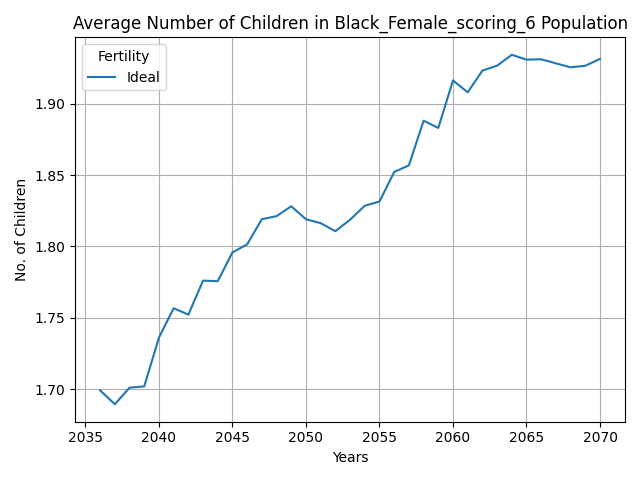 Average Number of Children in Black_Female_scoring_6 Population
Fertility
Ideal
No. of Children
1.90
1.85
1.80
1.75
1.70
2035 2040 2045 2050 2055 2060 2065 2070
Years